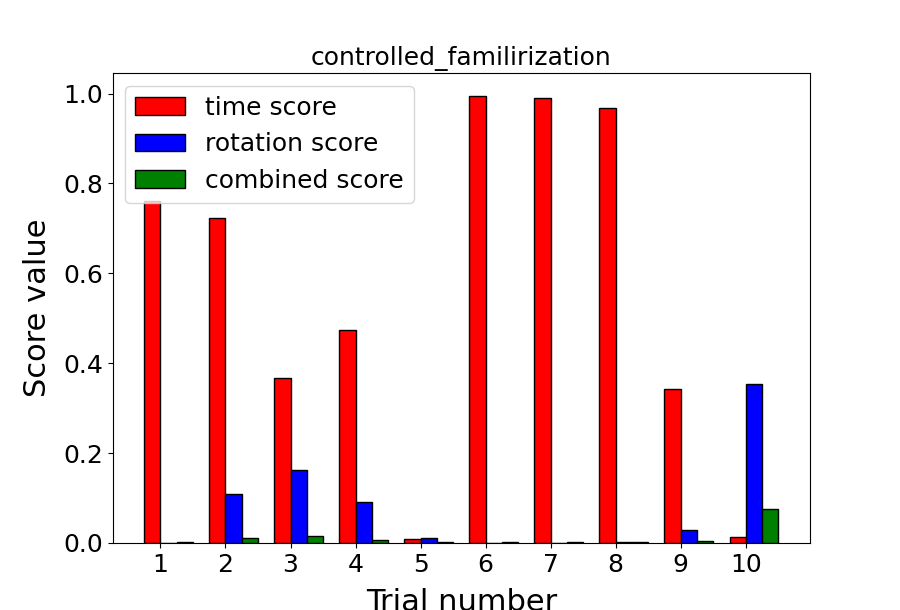 controlled_familirization
time score
rotation score
combined score
Score value
1.0
0.8
0.6
0.4
0.2
0.0
1 2 3 4 5 6 7 8 9 10
Trial number